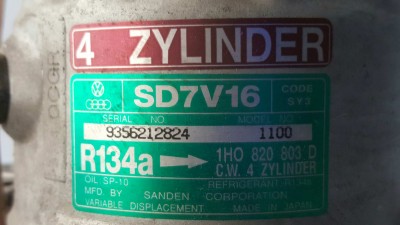 4 ZYLINDER
SD7V16
CODE
SERIAL NO
MODEL NO
9356212824
1100
R134a
1HO 820 803 D
C.W. 4 ZYLINDER
OIL SP-10
REFRIGERANT R134a
MFD. BY SANDEN CORPORATION
VARIABLE DISPLACEMENT MADE IN JAPAN